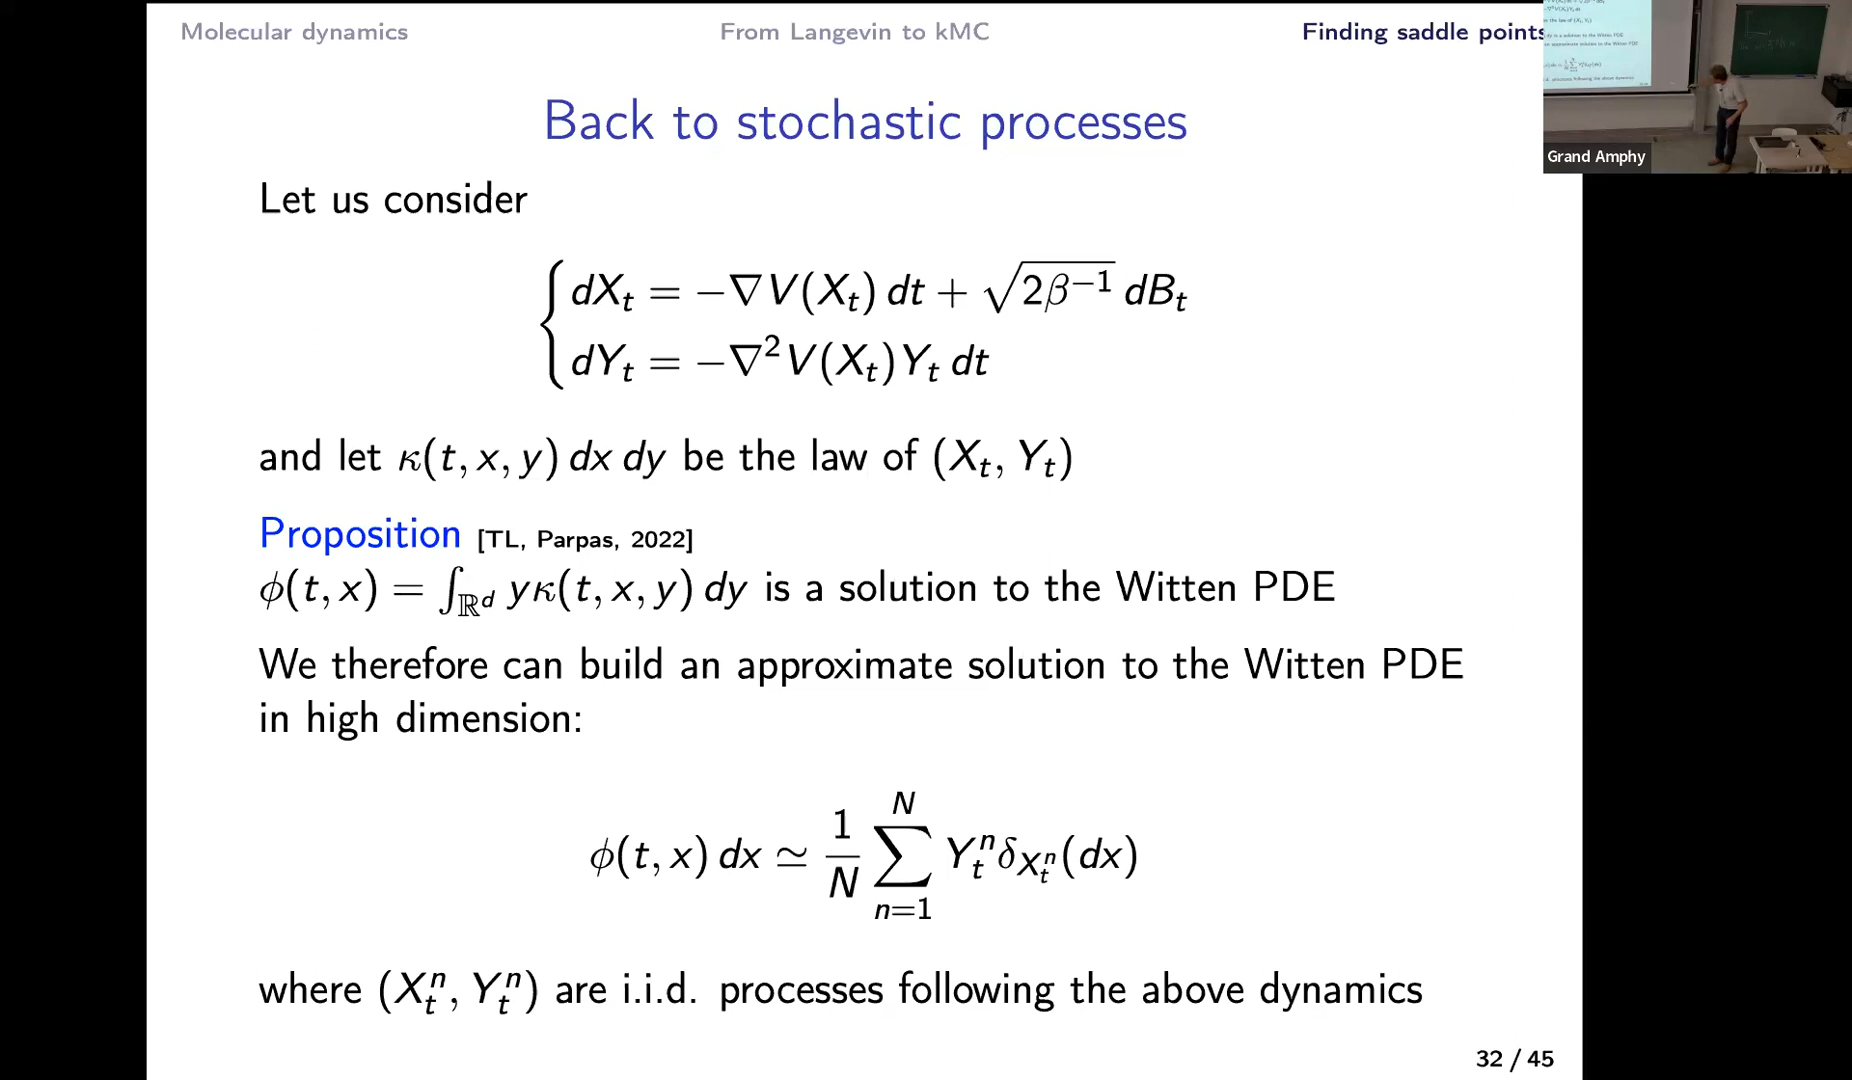 Molecular dynamics From Langevin to kMC Finding saddle points
Back to stochastic processes
Let us consider
dX_t = −∇V(X_t) dt + √(2β⁻¹) dB_t
dY_t = −∇²V(X_t)Y_t dt
and let κ(t, x, y) dx dy be the law of (X_t, Y_t)
Proposition [TL, Parpas, 2022]
ϕ(t, x) = ∫_{ℝ^d} yκ(t, x, y) dy is a solution to the Witten PDE
We therefore can build an approximate solution to the Witten PDE
in high dimension:
ϕ(t, x) dx ≃ 1/N ∑_{n=1}^{N} Y_t^n δ_{X_t^n}(dx)
where (X_t^n, Y_t^n) are i.i.d. processes following the above dynamics
32 / 45
Grand Amphy